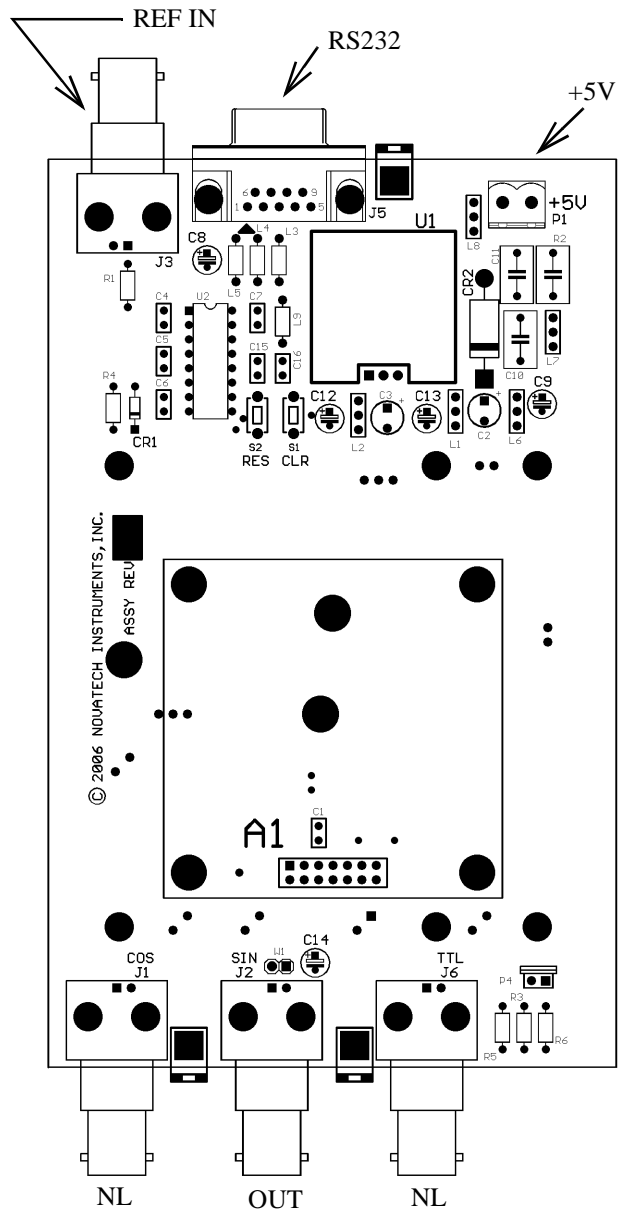 REF IN
RS232
+5V
6 9
1 5
J5
U1
+5V
P1
L8
J3
C8
L4
L3
C11
R2
CR2
R1
L5
C4
U2
C7
L9
C5
C15
C16
C10
L7
R4
C6
C12
C3
C13
C9
CR1
S2
S1
L2
L1
C2
L6
RES
CLR
© 2006 NOVATECH INSTRUMENTS,INC.
ASSY REV
C1
A1
COS
J1
SIN
J2
W1
C14
TTL
J6
P4
R3
R5
R6
NL
OUT
NL